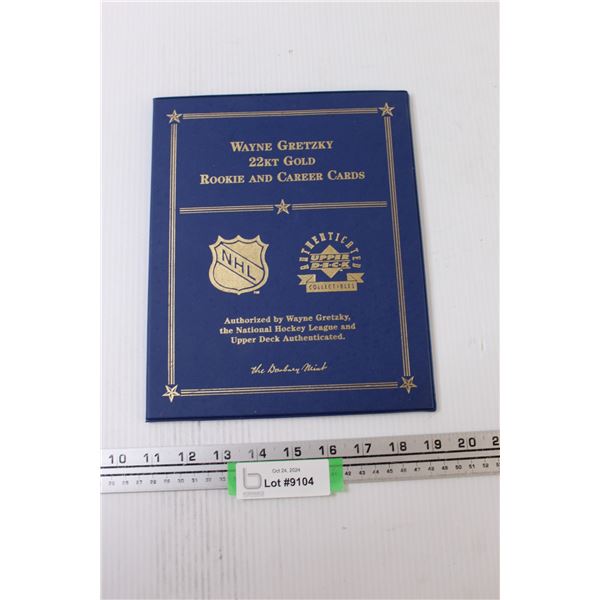 WAYNE GRETZKY
22KT GOLD
ROOKIE AND CAREER CARDS
NHL
TM
AUTHENTICATED
UPPER
D·E·C·K
COLLECTIBLES
Authorized by Wayne Gretzky,
the National Hockey League and
Upper Deck Authenticated.
The Danbury Mint
10 11 12 13 14 15 16 17 18 19 20
Oct 24, 2024
Lot #9104